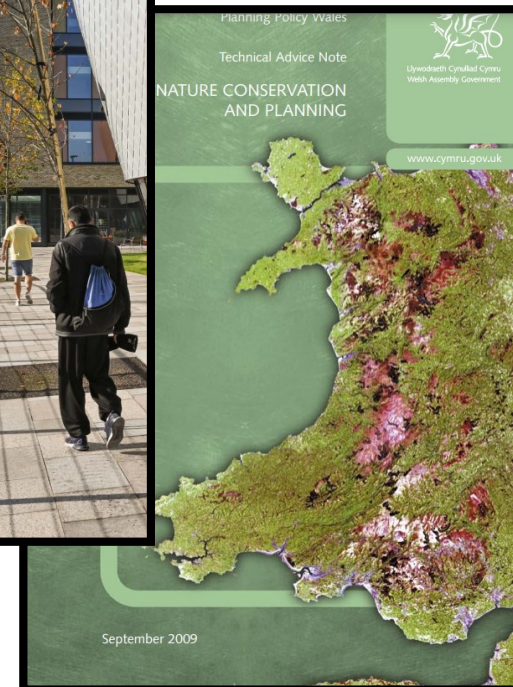 Planning Policy Wales
Technical Advice Note
NATURE CONSERVATION
AND PLANNING
Llywodraeth Cynulliad Cymru
Welsh Assembly Government
www.cymru.gov.uk
September 2009